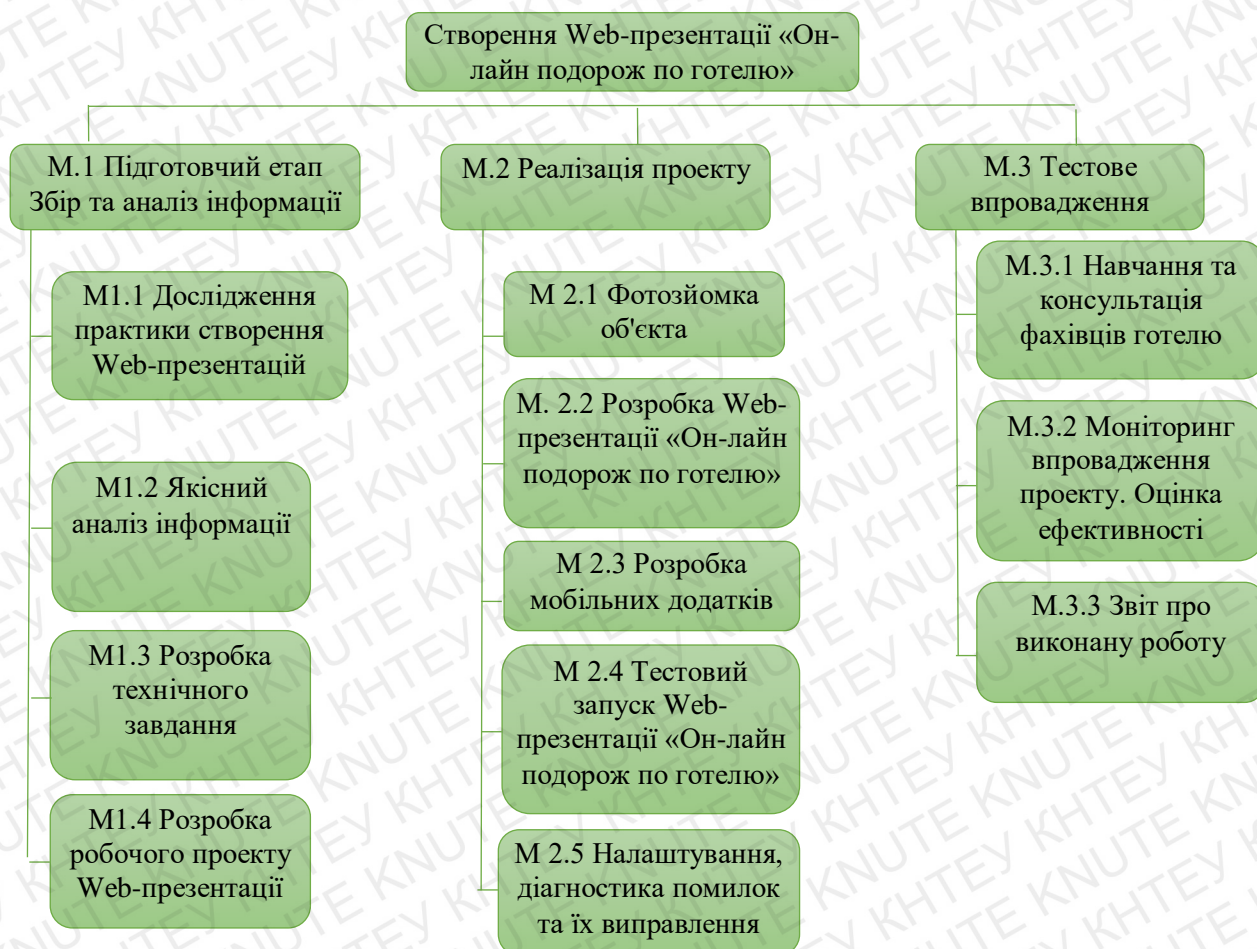 Створення Web-презентації «Он-
лайн подорож по готелю»
М.1 Підготовчий етап
Збір та аналіз інформації
М1.1 Дослідження
практики створення
Web-презентацій
М1.2 Якісний
аналіз інформації
М1.3 Розробка
технічного
завдання
М1.4 Розробка
робочого проекту
Web-презентації
М.2 Реалізація проекту
М 2.1 Фотозйомка
об'єкта
М. 2.2 Розробка Web-
презентації «Он-лайн
подорож по готелю»
М 2.3 Розробка
мобільних додатків
М 2.4 Тестовий
запуск Web-
презентації «Он-лайн
подорож по готелю»
М 2.5 Налаштування,
діагностика помилок
та їх виправлення
М.3 Тестове
впровадження
М.3.1 Навчання та
консультація
фахівців готелю
М.3.2 Моніторинг
впровадження
проекту. Оцінка
ефективності
М.3.3 Звіт про
виконану роботу